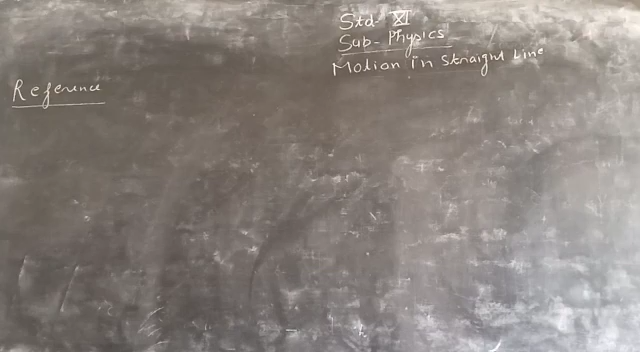 Std- XI
Sub- Physics
Motion in straight Line
Reference